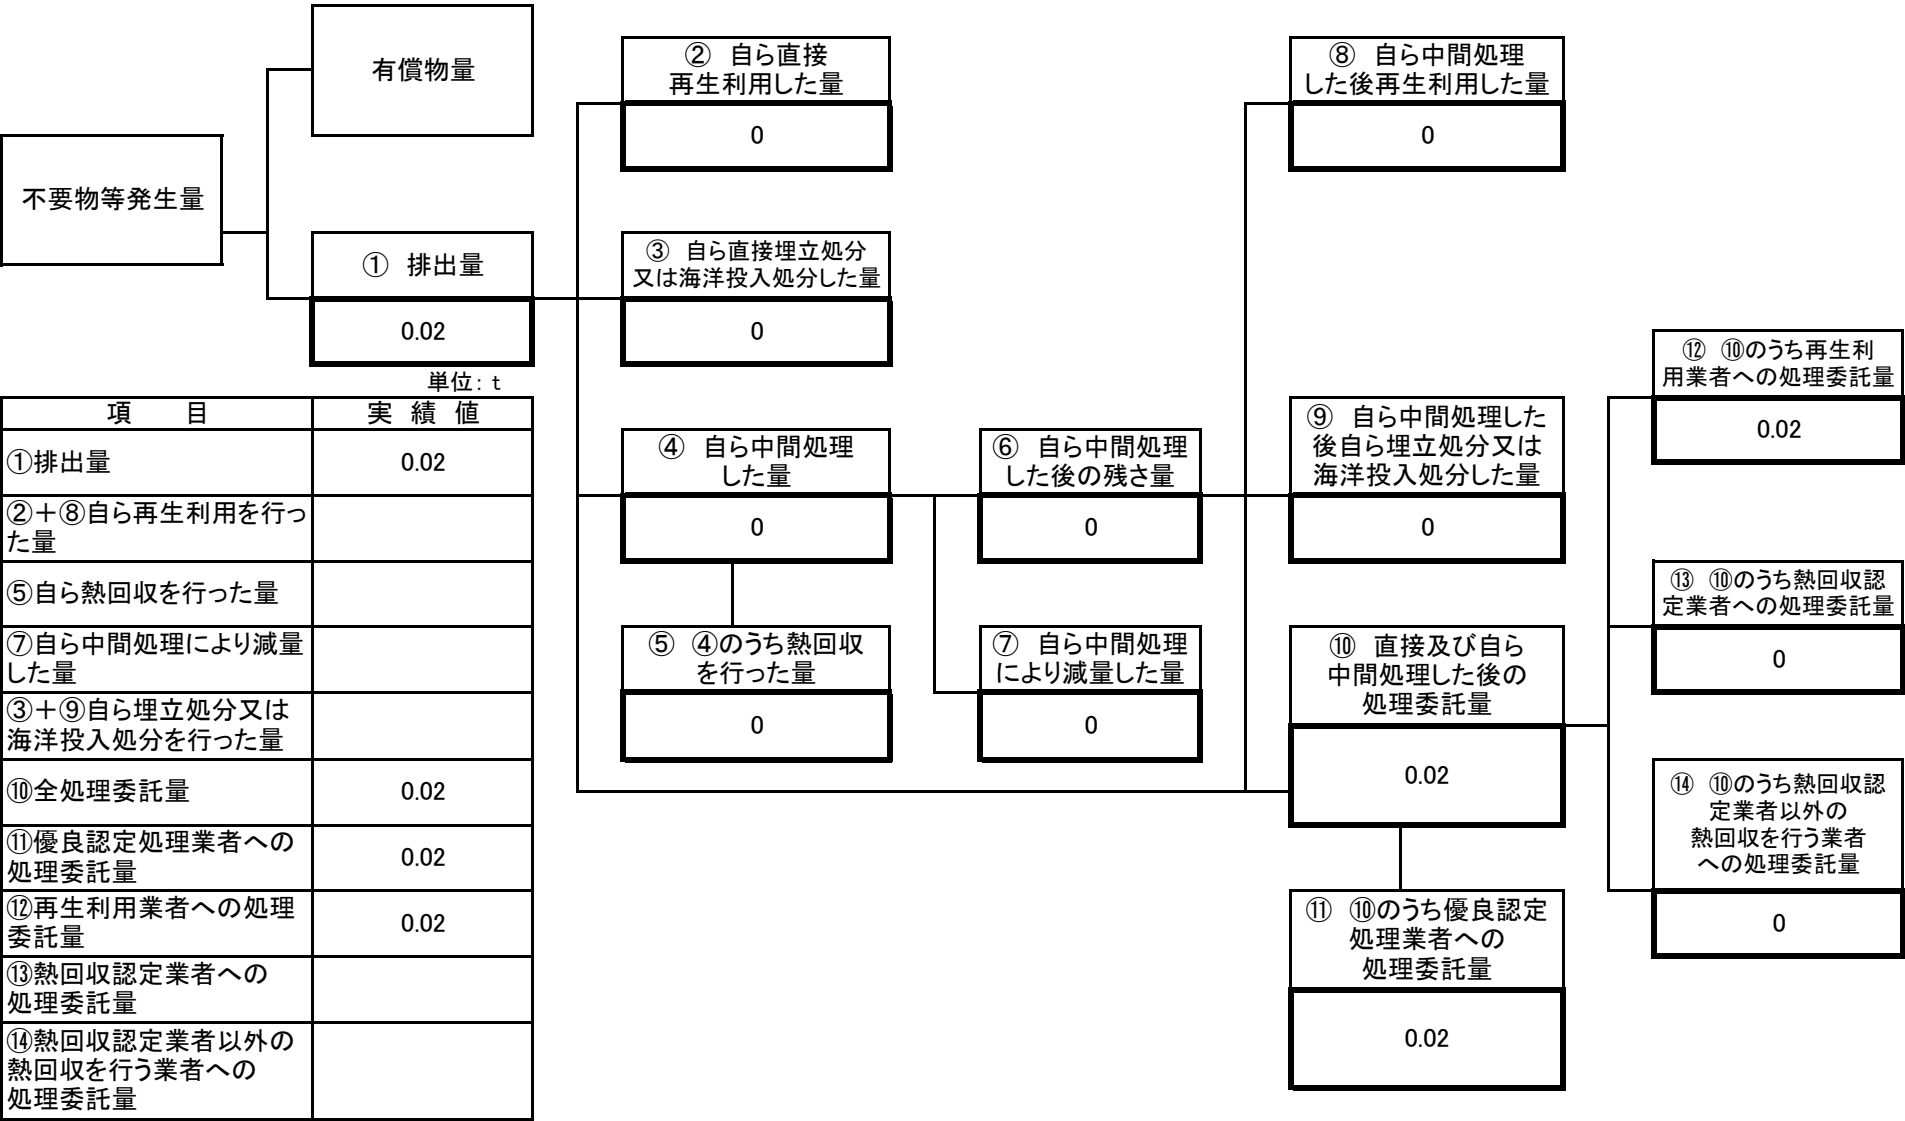 有償物量
不要物等発生量
① 排出量
0.02
② 自ら直接
再生利用した量
0
③ 自ら直接埋立処分
又は海洋投入処分した量
0
④ 自ら中間処理
した量
0
⑤ ④のうち熱回収
を行った量
0
⑥ 自ら中間処理
した後の残さ量
0
⑦ 自ら中間処理
により減量した量
0
⑧ 自ら中間処理
した後再生利用した量
0
⑨ 自ら中間処理した
後自ら埋立処分又は
海洋投入処分した量
0
⑩ 直接及び自ら
中間処理した後の
処理委託量
0.02
⑪ ⑩のうち優良認定
処理業者への
処理委託量
0.02
⑫ ⑩のうち再生利
用業者への処理委託量
0.02
⑬ ⑩のうち熱回収認
定業者への処理委託量
0
⑭ ⑩のうち熱回収認
定業者以外の
熱回収を行う業者
への処理委託量
0
単位:t
項 目 実 績 値
①排出量 0.02
②+⑧自ら再生利用を行っ
た量
⑤自ら熱回収を行った量
⑦自ら中間処理により減量
した量
③+⑨自ら埋立処分又は
海洋投入処分を行った量
⑩全処理委託量 0.02
⑪優良認定処理業者への
処理委託量 0.02
⑫再生利用業者への処理
委託量 0.02
⑬熱回収認定業者への
処理委託量
⑭熱回収認定業者以外の
熱回収を行う業者への
処理委託量